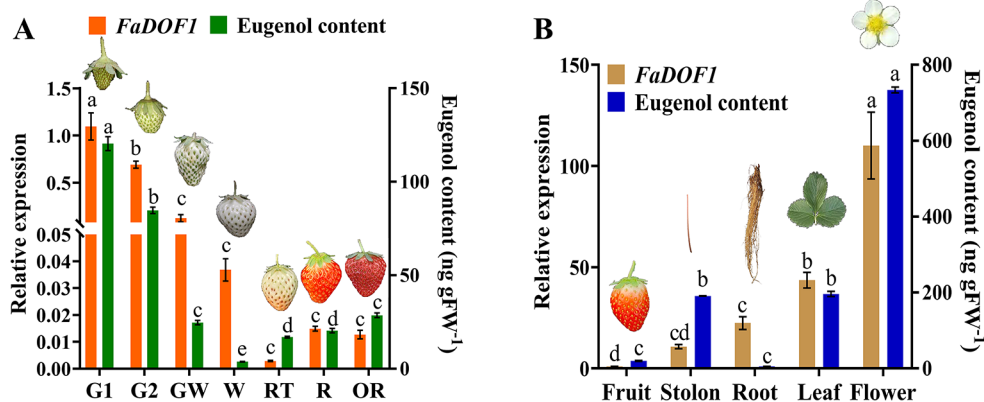 A
FaDOF1 Eugenol content
1.5
1.0
0.5
0.05
0.04
0.03
0.02
0.01
0.00
Relative expression
150
100
50
0
Eugenol content (ng gFW-1)
a a
b b
c c
c e
c d
c d
c c
G1 G2 GW W RT R OR
B
FaDOF1
Eugenol content
150
100
50
0
Relative expression
800
600
400
200
0
Eugenol content (ng gFW-1)
d c
cd b
c c
b b
a a
Fruit Stolon Root Leaf Flower